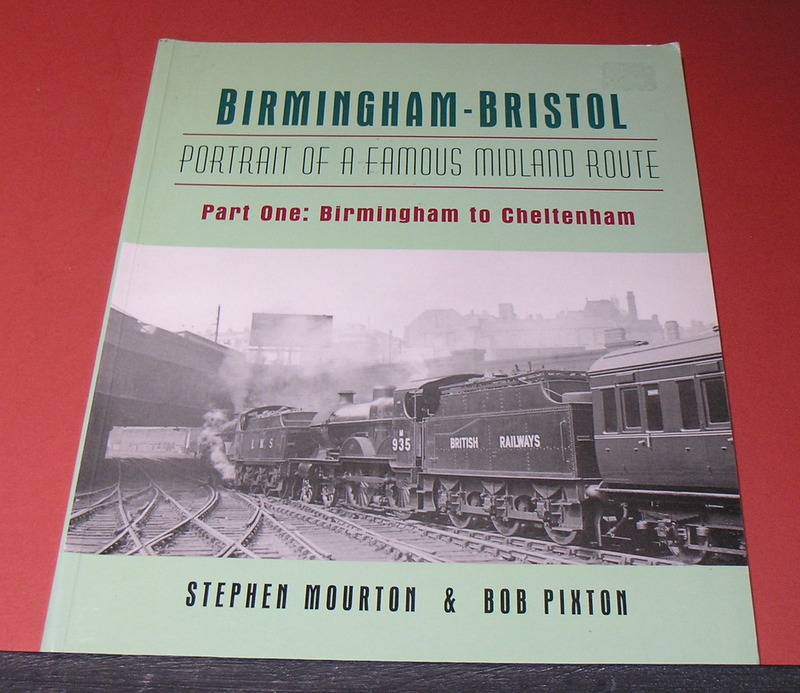 BIRMINGHAM-BRISTOL
PORTRAIT OF A FAMOUS MIDLAND ROUTE
Part One: Birmingham to Cheltenham
L M S
M
935
BRITISH RAILWAYS
STEPHEN MOURTON & BOB PIXTON